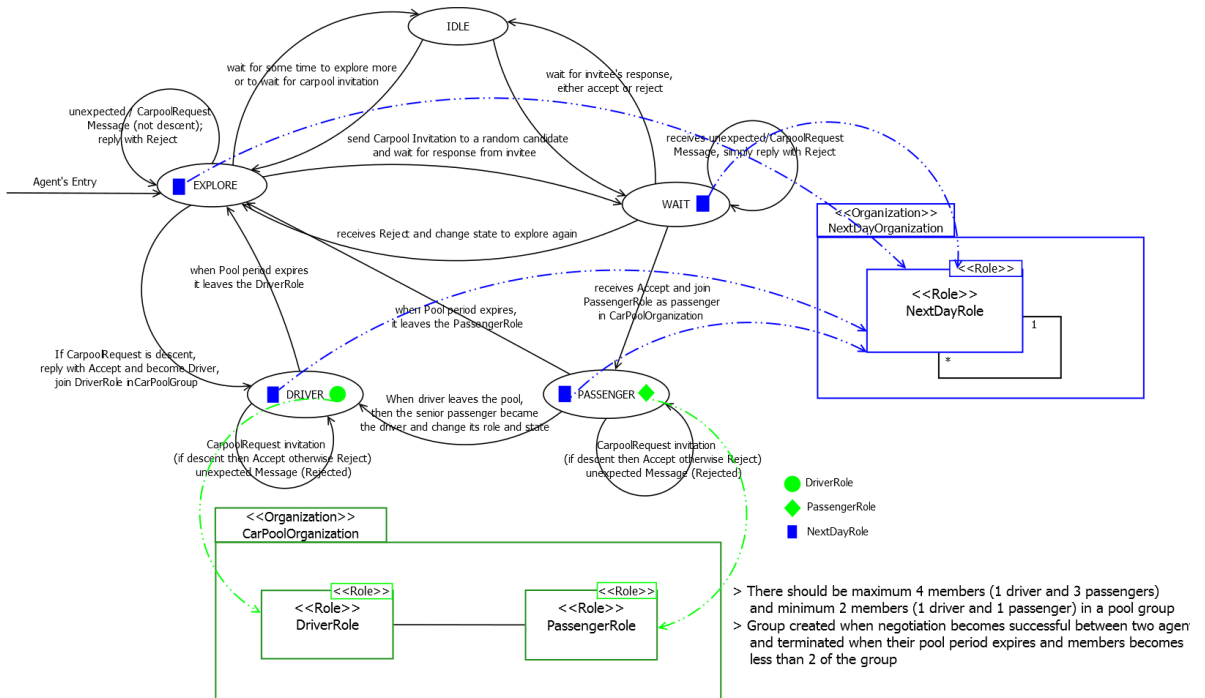 IDLE
wait for some time to explore more
or to wait for carpool invitation
wait for invitee's response,
either accept or reject
unexpected / CarpoolRequest
Message (not descent);
reply with Reject
send Carpool Invitation to a random candidate
and wait for response from invitee
receives unexpected/CarpoolRequest
Message, simply reply with Reject
Agent's Entry
EXPLORE
WAIT
<<Organization>>
NextDayOrganization
receives Reject and change state to explore again
<<Role>>
<<Role>>
NextDayRole
1
*
when Pool period expires
it leaves the DriverRole
receives Accept and join
PassengerRole as passenger
in CarPoolOrganization
when Pool period expires,
it leaves the PassengerRole
If CarpoolRequest is descent,
reply with Accept and become Driver,
join DriverRole inCarPoolGroup
DRIVER
PASSENGER
When driver leaves the pool,
then the senior passenger became
the driver and change its role and state
CarpoolRequest invitation
(if descent then Accept otherwise Reject)
unexpected Message (Rejected)
CarpoolRequest invitation
(if descent then Accept otherwise Reject)
unexpected Message (Rejected)
DriverRole
PassengerRole
NextDayRole
<<Organization>>
CarPoolOrganization
<<Role>>
<<Role>>
DriverRole
<<Role>>
<<Role>>
PassengerRole
> There should be maximum 4 members (1 driver and 3 passengers)
and minimum 2 members (1 driver and 1 passenger) in a pool group
> Group created when negotiation becomes successful between two agen
and terminated when their pool period expires and members becomes
less than 2 of the group